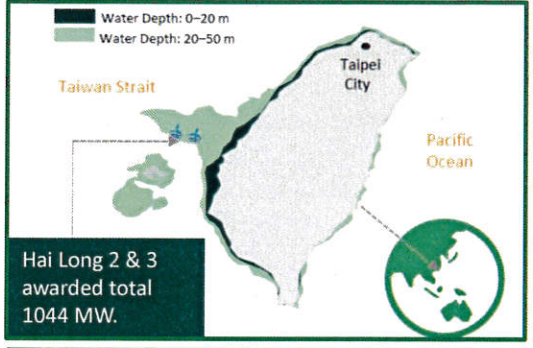 Water Depth: 0–20 m
Water Depth: 20–50 m
Taipei
City
Taiwan Strait
Pacific
Ocean
Hai Long 2 & 3
awarded total
1044 MW.